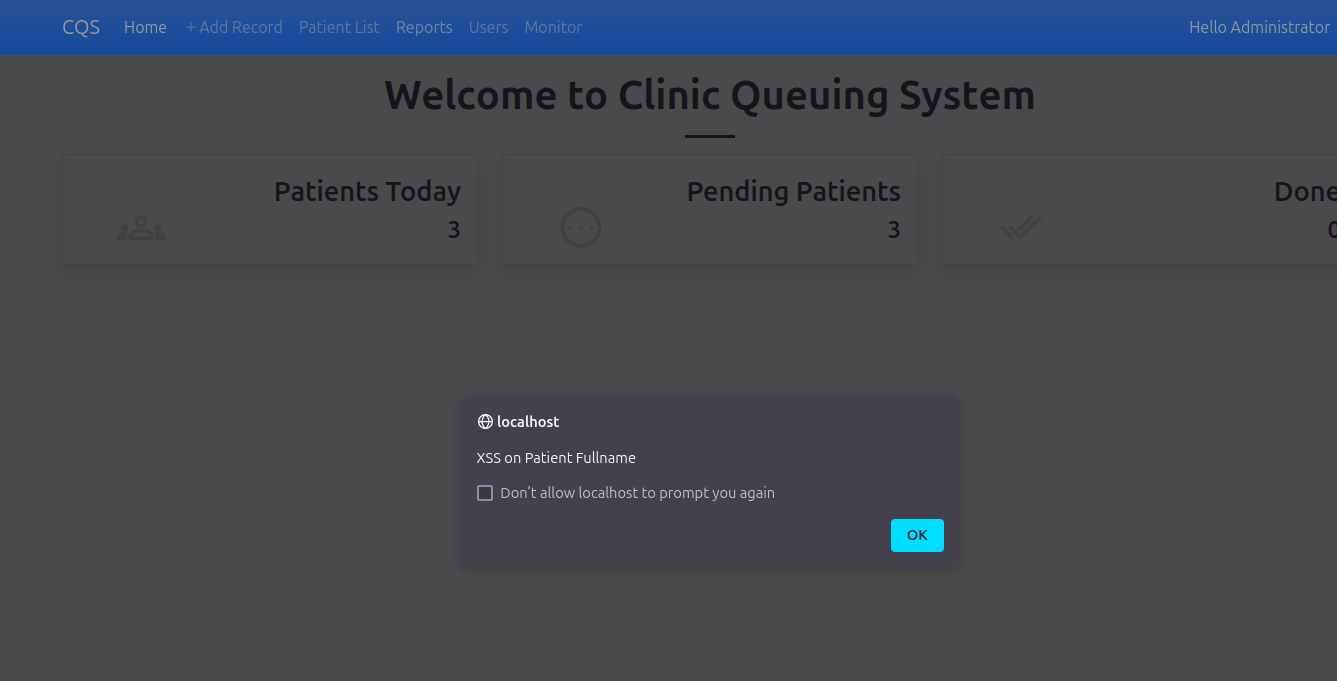 CQS Home + Add Record Patient List Reports Users Monitor Hello Administrator
Welcome to Clinic Queuing System
Patients Today Pending Patients Done
3 3 0
localhost
XSS on Patient Fullname
Don’t allow localhost to prompt you again
OK